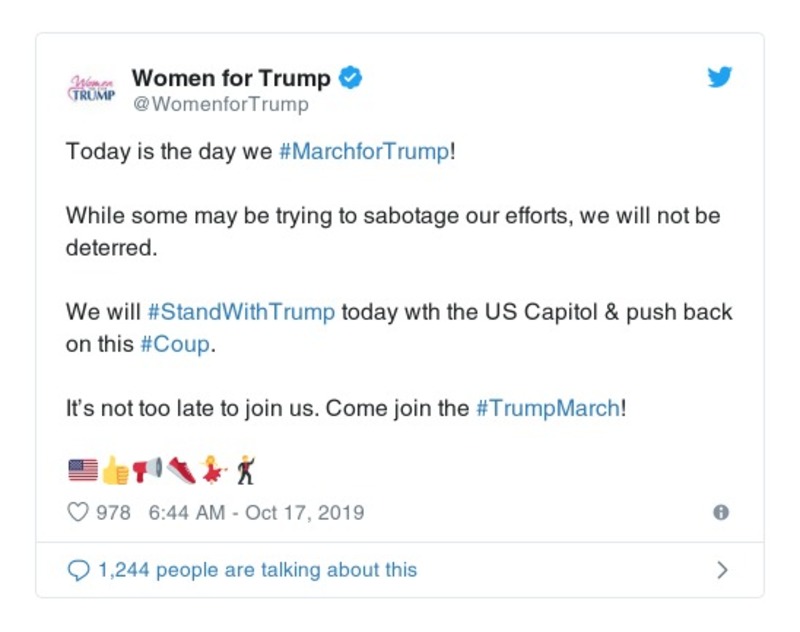 Women for TRUMP
Women for Trump
@WomenforTrump
Today is the day we #MarchforTrump!
While some may be trying to sabotage our efforts, we will not be
deterred.
We will #StandWithTrump today wth the US Capitol & push back
on this #Coup.
It’s not too late to join us. Come join the #TrumpMarch!
🇺🇸👍📣👟💃🕺
978 6:44 AM - Oct 17, 2019
1,244 people are talking about this